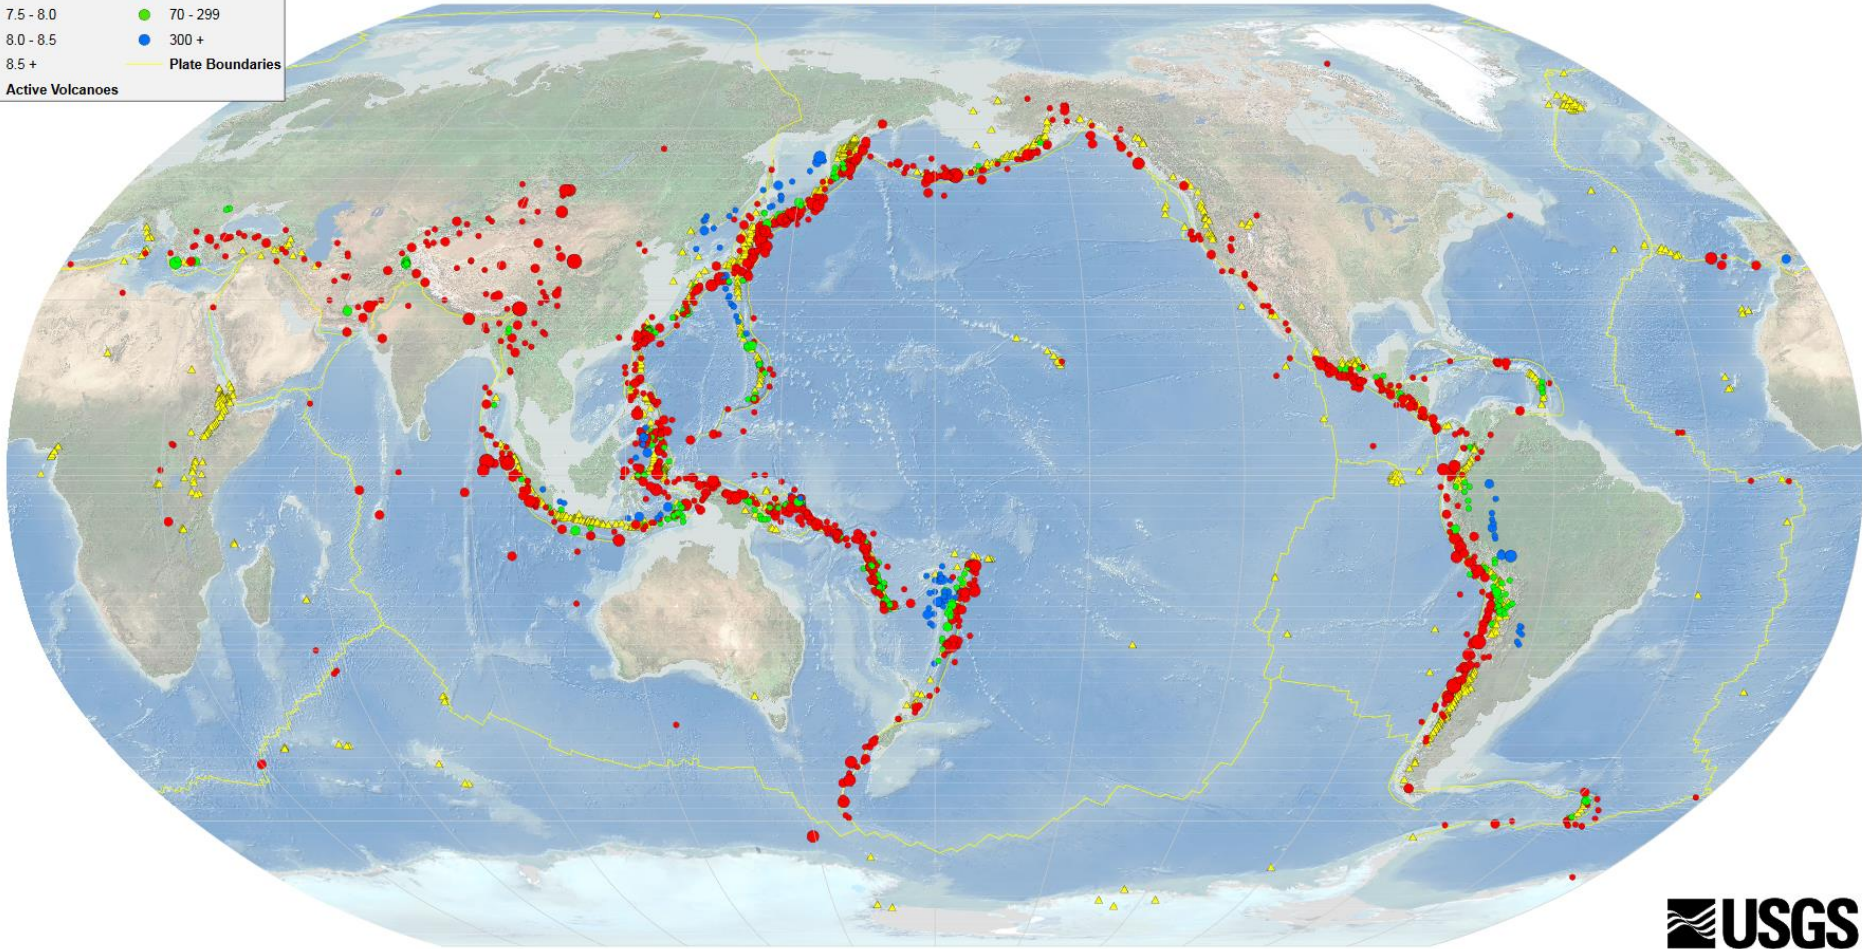 7.5 - 8.0 70 - 299
8.0 - 8.5 300 +
8.5 + Plate Boundaries
Active Volcanoes
USGS